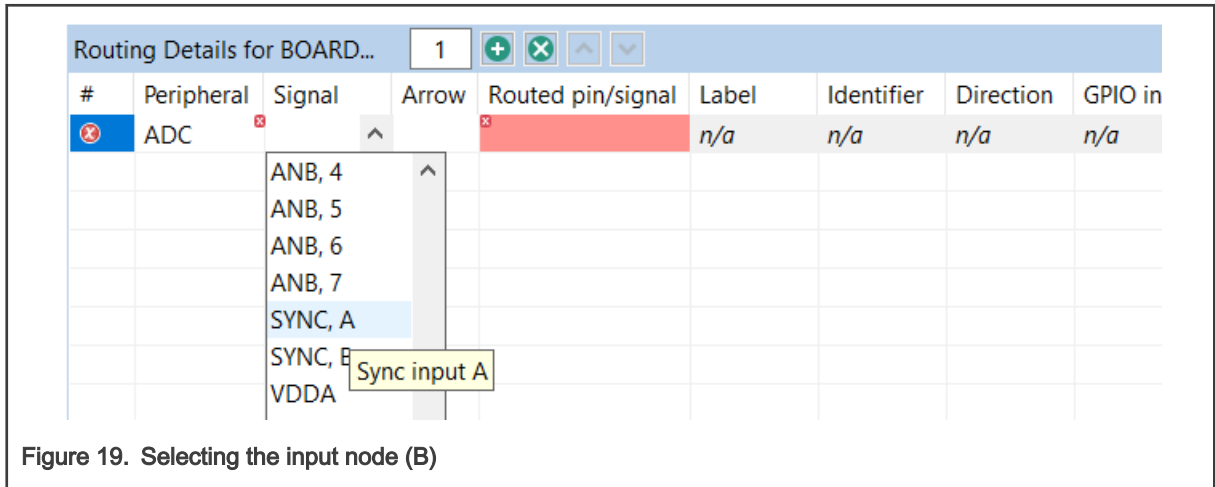 Routing Details for BOARD... 1
# Peripheral Signal Arrow Routed pin/signal Label Identifier Direction GPIO in
ADC n/a n/a n/a n/a
ANB, 4
ANB, 5
ANB, 6
ANB, 7
SYNC, A
SYNC, B
Sync input A
VDDA
Figure 19. Selecting the input node (B)